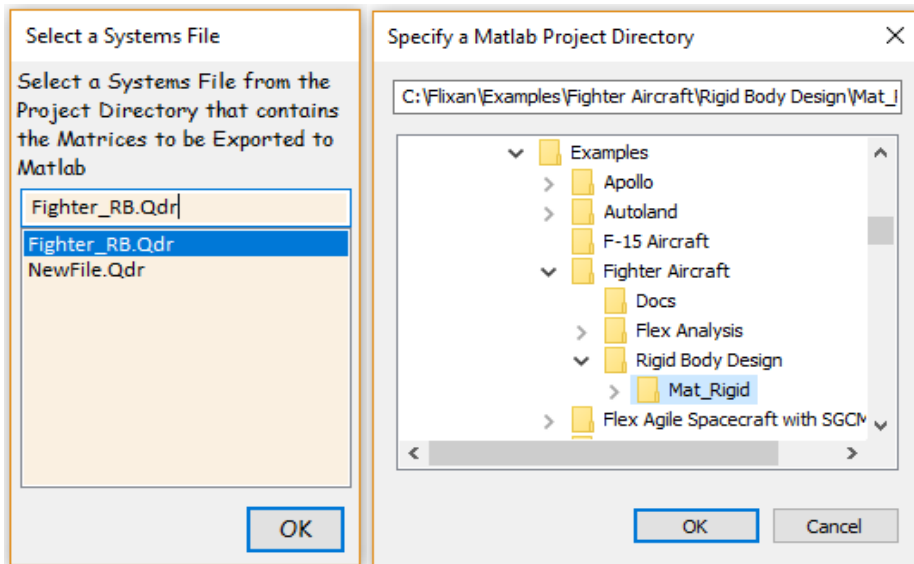 Select a Systems File
Select a Systems File from the
Project Directory that contains
the Matrices to be Exported to
Matlab
Fighter_RB.Qdr
Fighter_RB.Qdr
NewFile.Qdr
OK
Specify a Matlab Project Directory
C:\Flixan\Examples\Fighter Aircraft\Rigid Body Design\Mat_
Examples
Apollo
Autoland
F-15 Aircraft
Fighter Aircraft
Docs
Flex Analysis
Rigid Body Design
Mat_Rigid
Flex Agile Spacecraft with
OK
Cancel